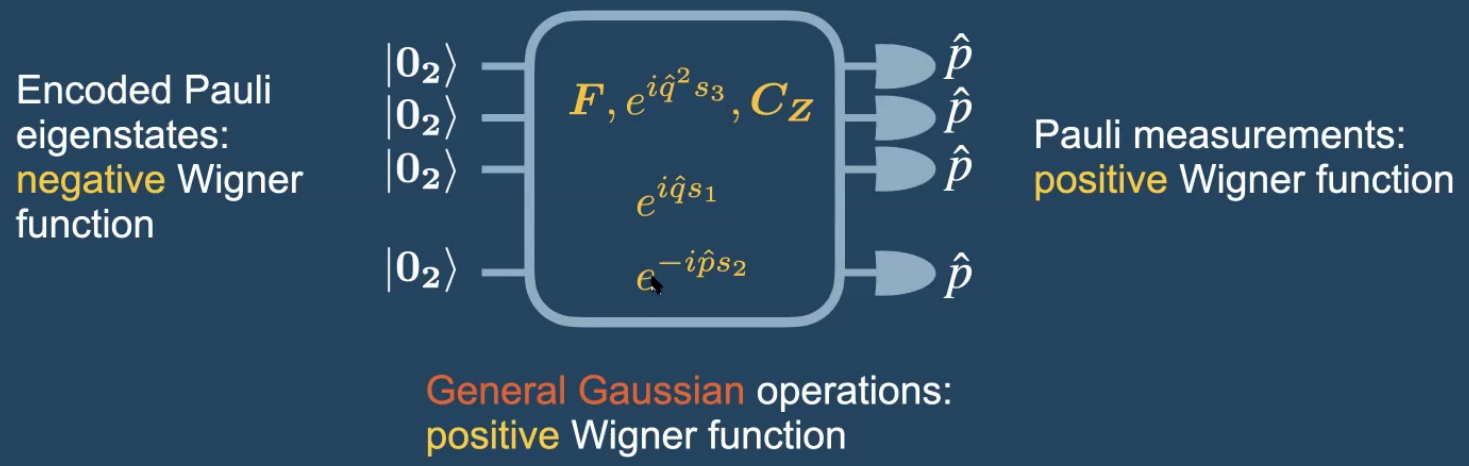 Encoded Pauli
eigenstates:
negative Wigner
function
|0₂⟩
|0₂⟩
|0₂⟩
|0₂⟩
F, e^{iq̂²s₃}, C_Z
e^{iq̂s₁}
e^{-ip̂s₂}
p̂
p̂
p̂
p̂
Pauli measurements:
positive Wigner function
General Gaussian operations:
positive Wigner function